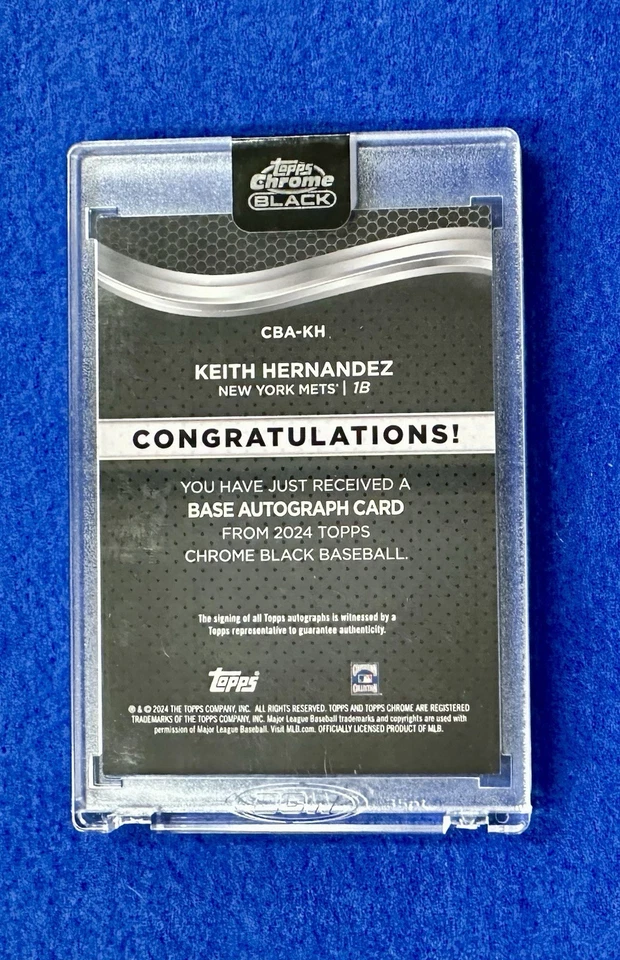 Topps
Chrome
BLACK
CBA-KH
KEITH HERNANDEZ
NEW YORK METS® | 1B
CONGRATULATIONS!
YOU HAVE JUST RECEIVED A
BASE AUTOGRAPH CARD
FROM 2024 TOPPS
CHROME BLACK BASEBALL.
The signing of all Topps autographs is witnessed by a
Topps representative to guarantee authenticity.
Topps
COLLECTION
® & © 2024 THE TOPPS COMPANY, INC. ALL RIGHTS RESERVED. TOPPS AND TOPPS CHROME ARE REGISTERED
TRADEMARKS OF THE TOPPS COMPANY, INC. Major League Baseball trademarks and copyrights are used with
permission of Major League Baseball. Visit MLB.com. OFFICIALLY LICENSED PRODUCT OF MLB.